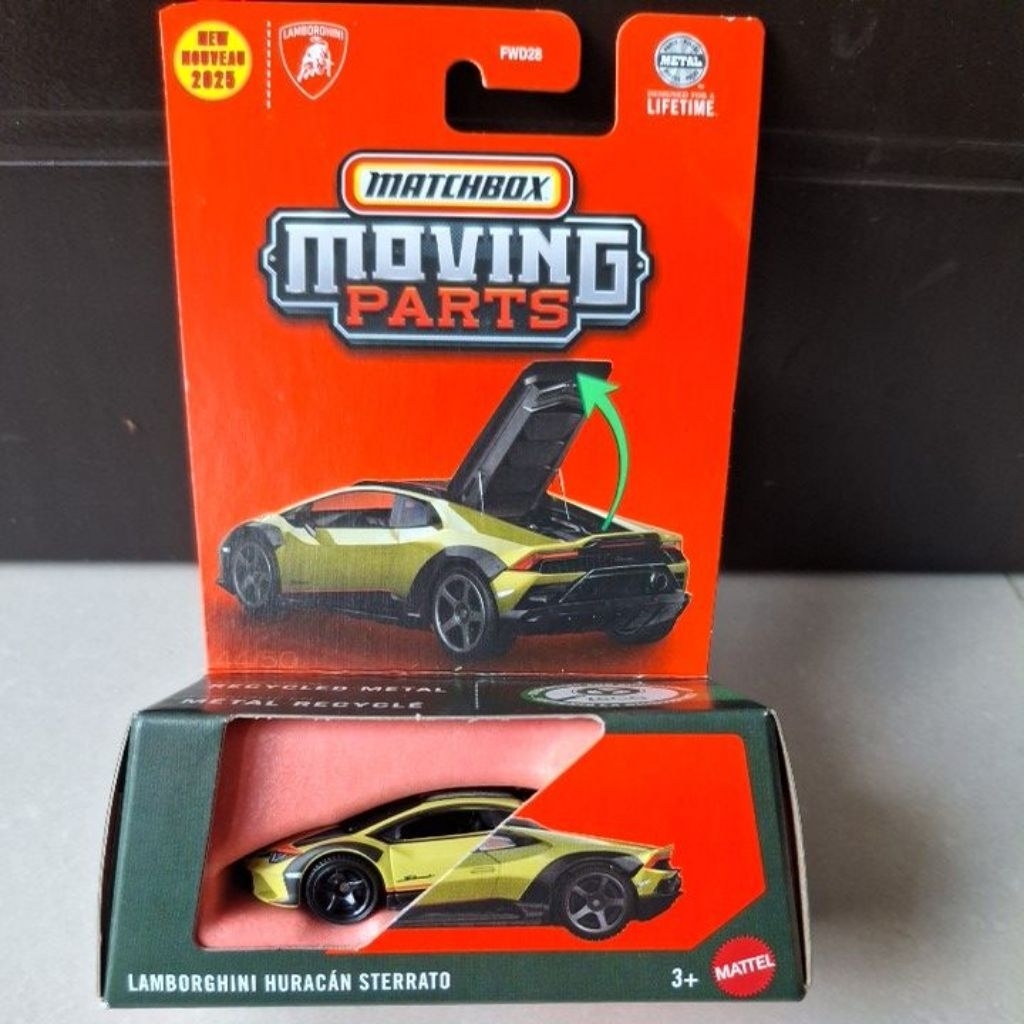 NEW
NOUVEAU
2025
LAMBORGHINI
FWD28
METAL
DESIGNED FOR A
LIFETIME.
MATCHBOX
MOVING
PARTS
RECYCLED METAL
MÉTAL RECYCLÉ
LAMBORGHINI HURACÁN STERRATO
3+
MATTEL